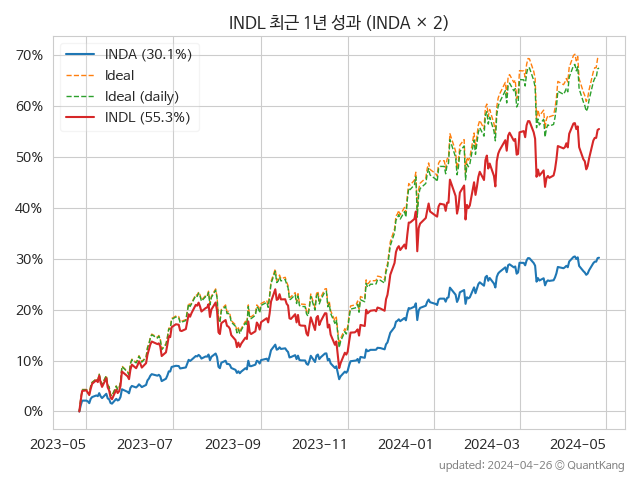 INDL 최근 1년 성과 (INDA × 2)
INDA (30.1%)
Ideal
Ideal (daily)
INDL (55.3%)
70%
60%
50%
40%
30%
20%
10%
0%
2023-05 2023-07 2023-09 2023-11 2024-01 2024-03 2024-05
updated: 2024-04-26 © QuantKang